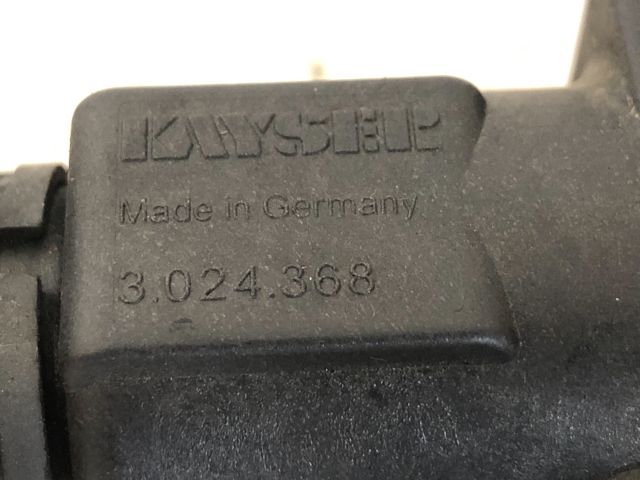 KAYSER
Made in Germany
3.024.368